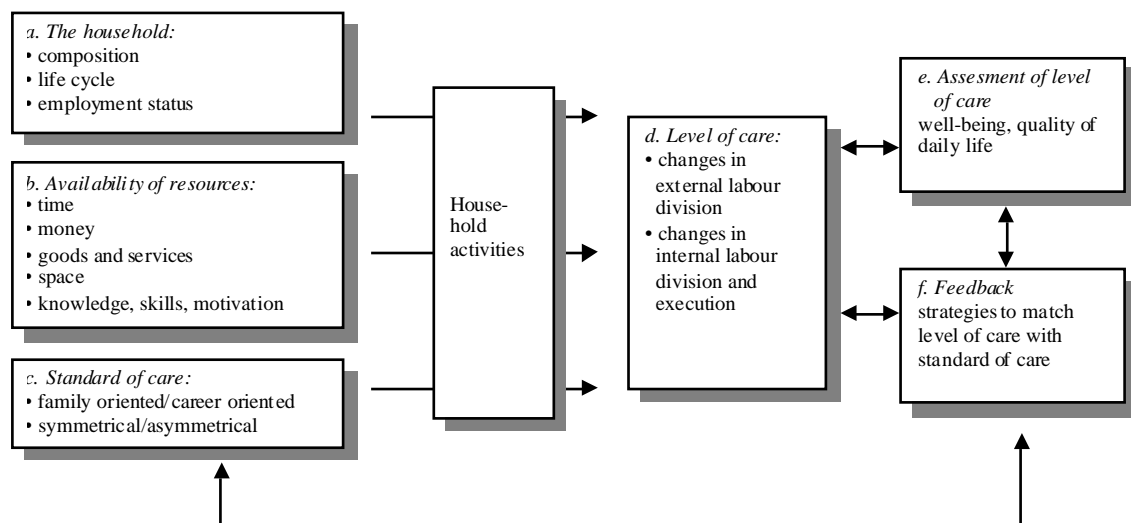 a. The household:
• composition
• life cycle
• employment status
b. Availability of resources:
• time
• money
• goods and services
• space
• knowledge, skills, motivation
c. Standard of care:
• family oriented/career oriented
• symmetrical/asymmetrical
House-
hold
activities
d. Level of care:
• changes in
external labour
division
• changes in
internal labour
division and
execution
e. Assesment of level
of care
well-being, quality of
daily life
f. Feedback
strategies to match
level of care with
standard of care